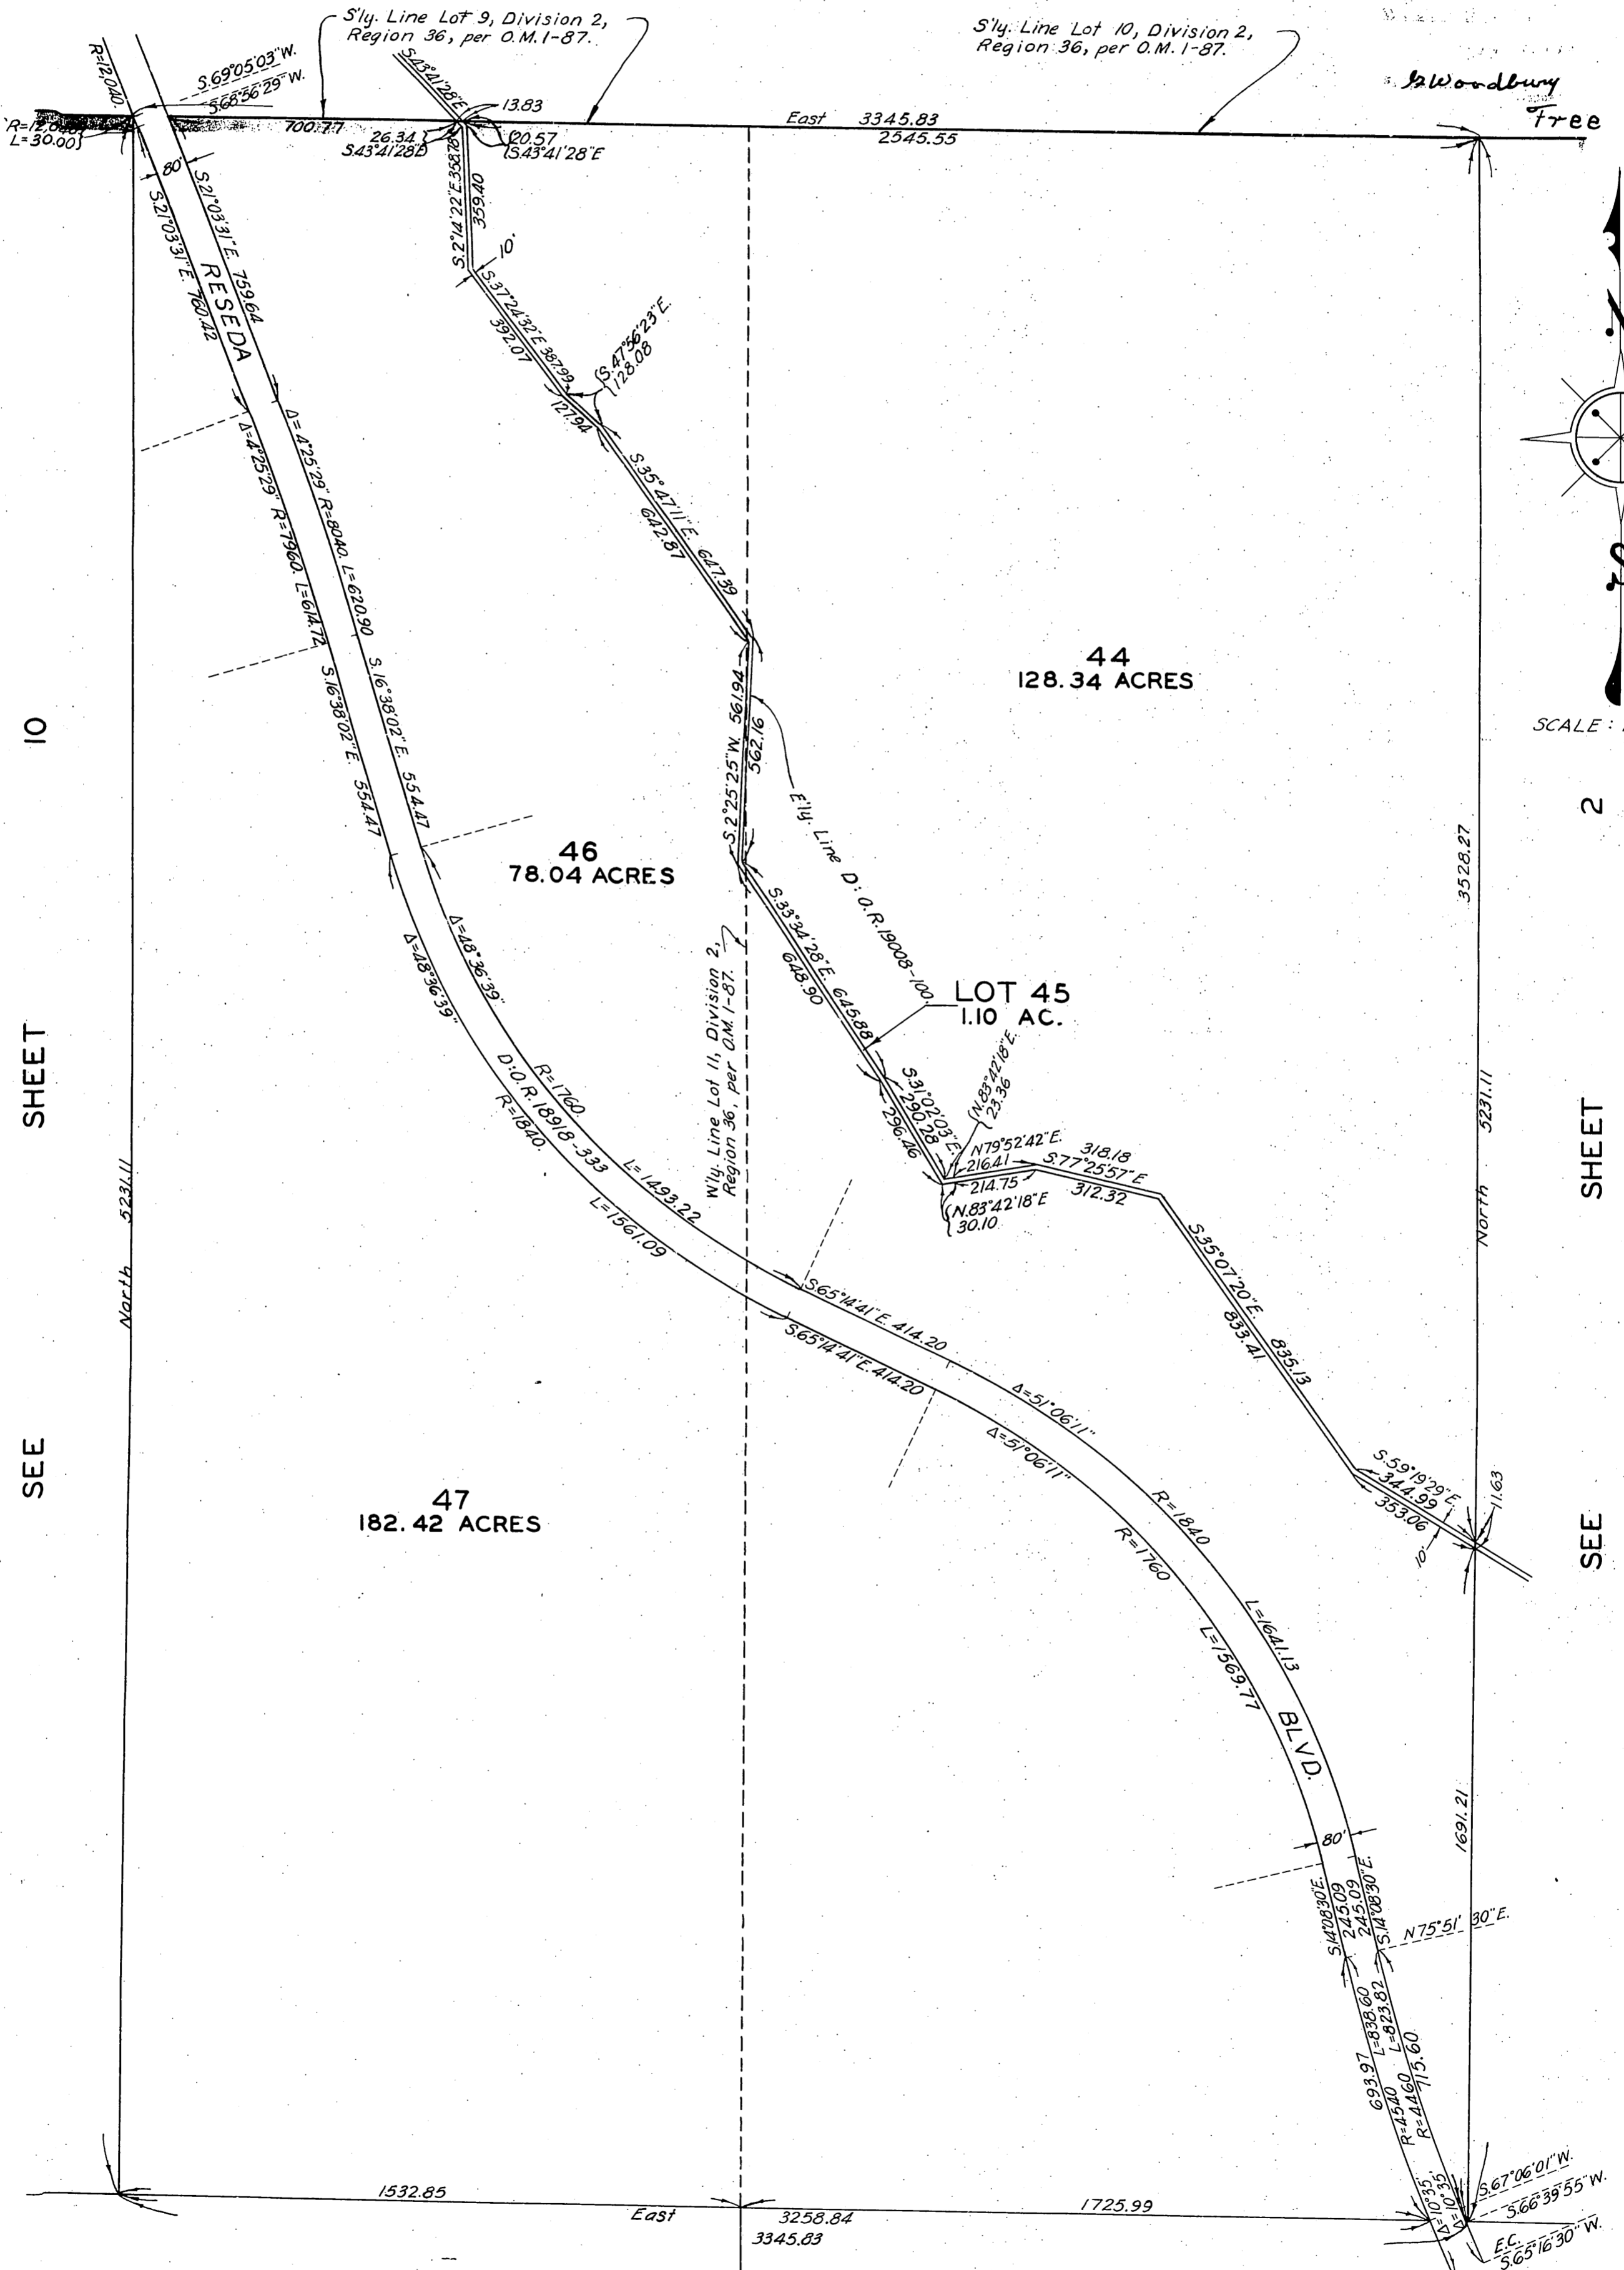 S'ly. Line Lot 9, Division 2,
Region 36, per O.M. 1-87.
S'ly. Line Lot 10, Division 2,
Region 36, per O.M. 1-87.
Woodbury
Free
R=12,040.
S.69°05'03"W.
S.68°56'29"W.
S.43°41'28"E.
13.83
L=30.00
700.77
26.34
S.43°41'28"E
20.57
S.43°41'28"E
East 3345.83
2545.55
80'
S.21°03'31"E. 759.64
S.21°03'31"E. 760.42
RESEDA
S.2°14'22"E. 358.78
359.40
10'
S.37°24'32"E. 387.99
392.07
S.47°56'23"E.
128.08
127.94
Δ=4°25'29" R=8040. L=620.90
Δ=4°25'29" R=7960. L=614.72
S.35°47'11"E. 647.39
642.87
S.16°38'02"E. 554.47
S.16°38'02"E. 554.47
44
128.34 ACRES
S.2°25'25"W. 561.94
562.16
E'ly. Line D:O.R.19008-100.
SCALE:
10
SHEET
SEE
2
SHEET
SEE
46
78.04 ACRES
3528.27
Δ=48°36'39"
Δ=48°36'39"
W'ly. Line Lot 11, Division 2,
Region 36, per O.M. 1-87.
S.33°34'28"E. 645.88
648.90
LOT 45
1.10 AC.
R=1760.
D:O.R. 18918-333
R=1840.
L=1493.22
L=1561.09
S.31°02'03"E.
290.28
296.46
N.83°42'18"E.
23.36
N79°52'42"E.
216.41
214.75
N.83°42'18"E
30.10
318.18
S.77°25'57"E
312.32
North 5231.11
North 5231.11
S.65°14'41"E. 414.20
S.65°14'41"E. 414.20
S.35°07'20"E. 835.13
833.41
Δ=51°06'11"
Δ=51°06'11"
S.59°19'29"E.
344.99
353.06
10'
11.63
47
182.42 ACRES
R=1840
R=1760
L=1641.13
L=1569.77
BLVD.
80'
1691.21
S.14°08'30"E.
245.09
245.09
S.14°08'30"E.
N75°51'30"E.
693.97
L=838.60
L=823.82
R=4540
R=4460
715.60
Δ=10°35'
Δ=10°35'
S.67°06'01"W.
S.66°39'55"W.
E.C.
S.65°16'30"W.
1532.85
1725.99
East 3258.84
3345.83